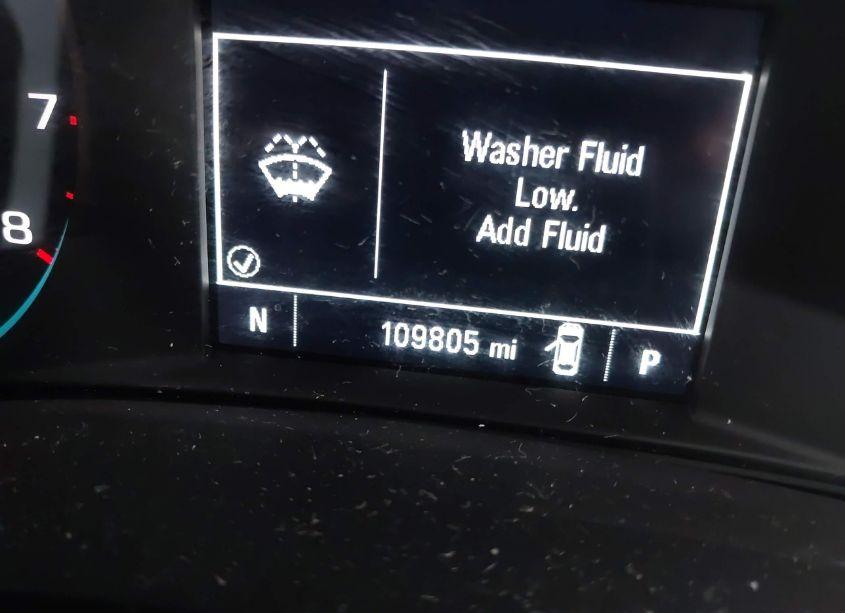 7
8
Washer Fluid
Low.
Add Fluid
N
109805 mi
P